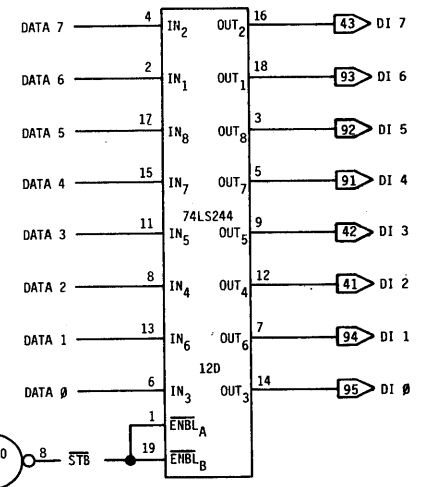 DATA 7 4 IN2 OUT2 16 43 DI 7
DATA 6 2 IN1 OUT1 18 93 DI 6
DATA 5 17 IN8 OUT8 3 92 DI 5
DATA 4 15 IN7 OUT7 5 91 DI 4
74LS244
DATA 3 11 IN5 OUT5 9 42 DI 3
DATA 2 8 IN4 OUT4 12 41 DI 2
DATA 1 13 IN6 OUT6 7 94 DI 1
12D
DATA 0 6 IN3 OUT3 14 95 DI 0
1 ENBLA
0 8 STB 19 ENBLB